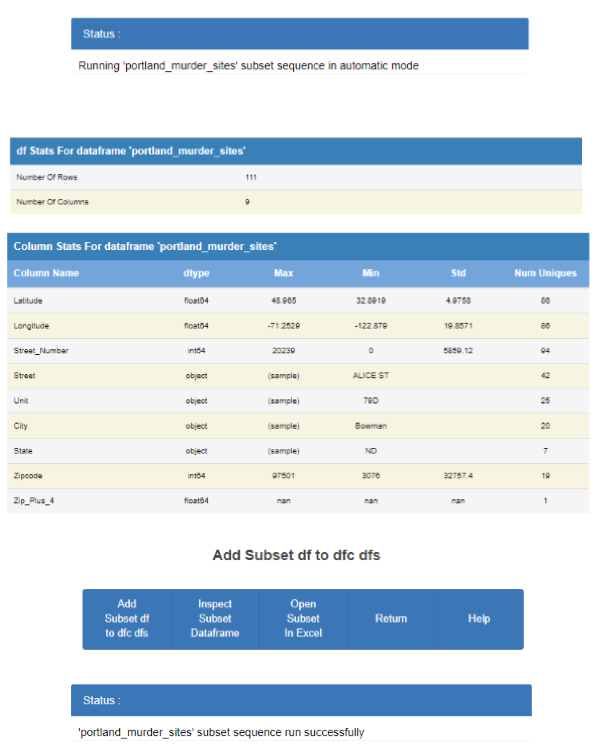 Status :
Running 'portland_murder_sites' subset sequence in automatic mode
df Stats For dataframe 'portland_murder_sites'
Number Of Rows 111
Number Of Columns 9
Column Stats For dataframe 'portland_murder_sites'
Column Name dtype Max Min Std Num Uniques
Latitude float64 48.965 32.8919 4.9758 86
Longitude float64 -71.2529 -122.879 19.8571 86
Street_Number int64 20239 0 5859.12 94
Street object (sample) ALICE ST 42
Unit object (sample) 79D 25
City object (sample) Bowman 20
State object (sample) ND 7
Zipcode int64 97501 3076 32757.4 19
Zip_Plus_4 float64 nan nan nan 1
Add Subset df to dfc dfs
Add Subset df to dfc dfs
Inspect Subset Dataframe
Open Subset In Excel
Return
Help
Status :
'portland_murder_sites' subset sequence run successfully